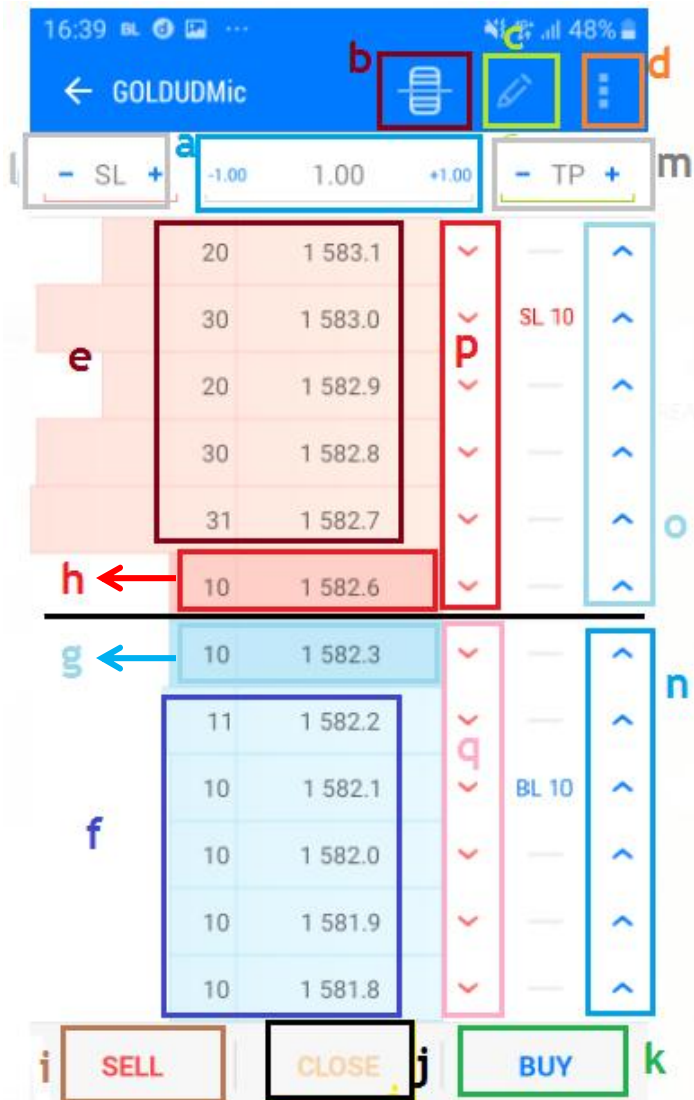 16:39 BL d ... 4G+ 48%
b c d
← GOLDUDMic
l - SL + a -1.00 1.00 +1.00 - TP + m
20 1 583.1
30 1 583.0 SL 10
e p
20 1 582.9
30 1 582.8
31 1 582.7 o
h 10 1 582.6
g 10 1 582.3
n
11 1 582.2
q
10 1 582.1 BL 10
f
10 1 582.0
10 1 581.9
10 1 581.8
i SELL CLOSE j BUY k